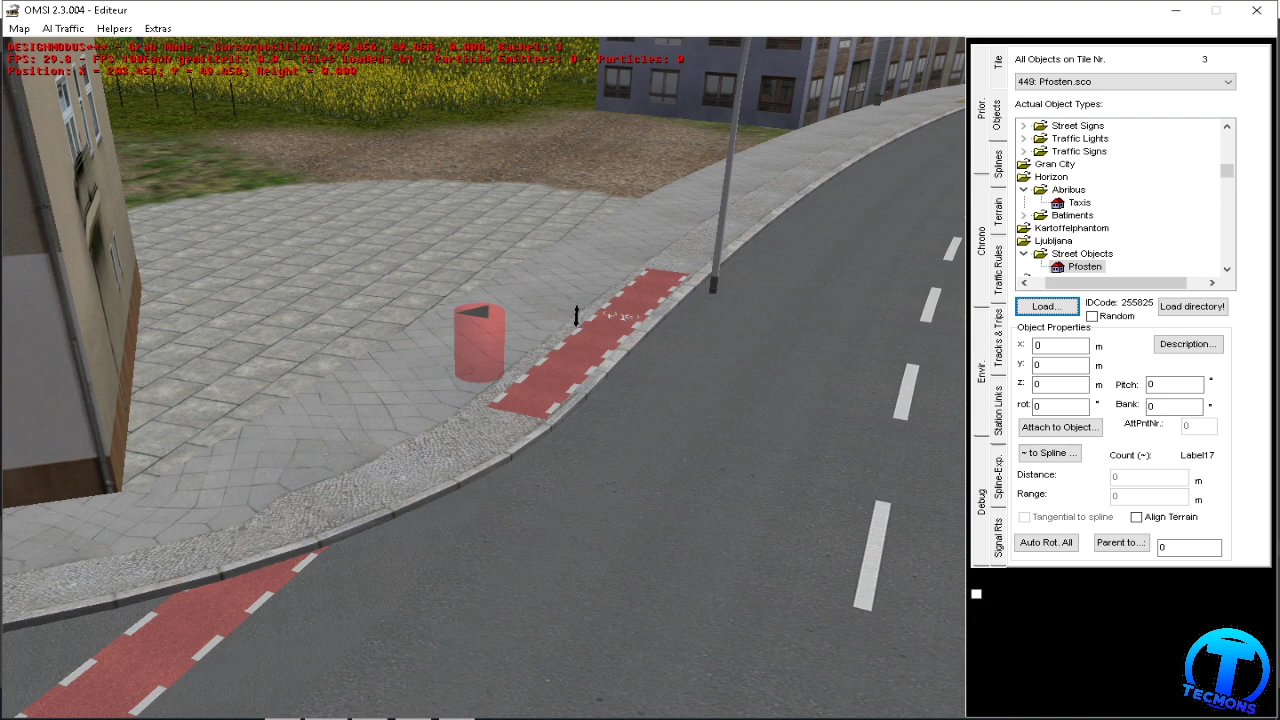 OMSI 2.3.004 - Editeur
Map AI Traffic Helpers Extras
FPS: 29.8
All Objects on Tile Nr. 3
449: Pfosten.sco
Actual Object Types:
Street Signs
Traffic Lights
Traffic Signs
Gran City
Horizon
Abribus
Taxis
Batiments
Kartoffelphantom
Ljubljana
Street Objects
Pfosten
Load... IDCode: 255825 Load directory!
Random
Object Properties
x: 0 m Description...
Y: 0 m
z: 0 m Pitch: 0 °
rot: 0 ° Bank: 0 °
Attach to Object... AttPntNr.: 0
~ to Spline ... Count (~): Label17
Distance: 0 m
Range: 0 m
Tangential to spline Align Terrain
Auto Rot. All Parent to...: 0
Tile
Objects
Splines
Terrain
Traffic Rules
Tracks & Trips
Station Links
Spline-Exp.
Signal Rts
Prior.
Chrono
Envir.
Debug
TECMONS